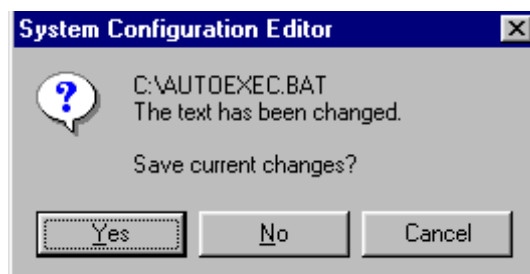 System Configuration Editor
C:\AUTOEXEC.BAT
The text has been changed.
Save current changes?
Yes No Cancel